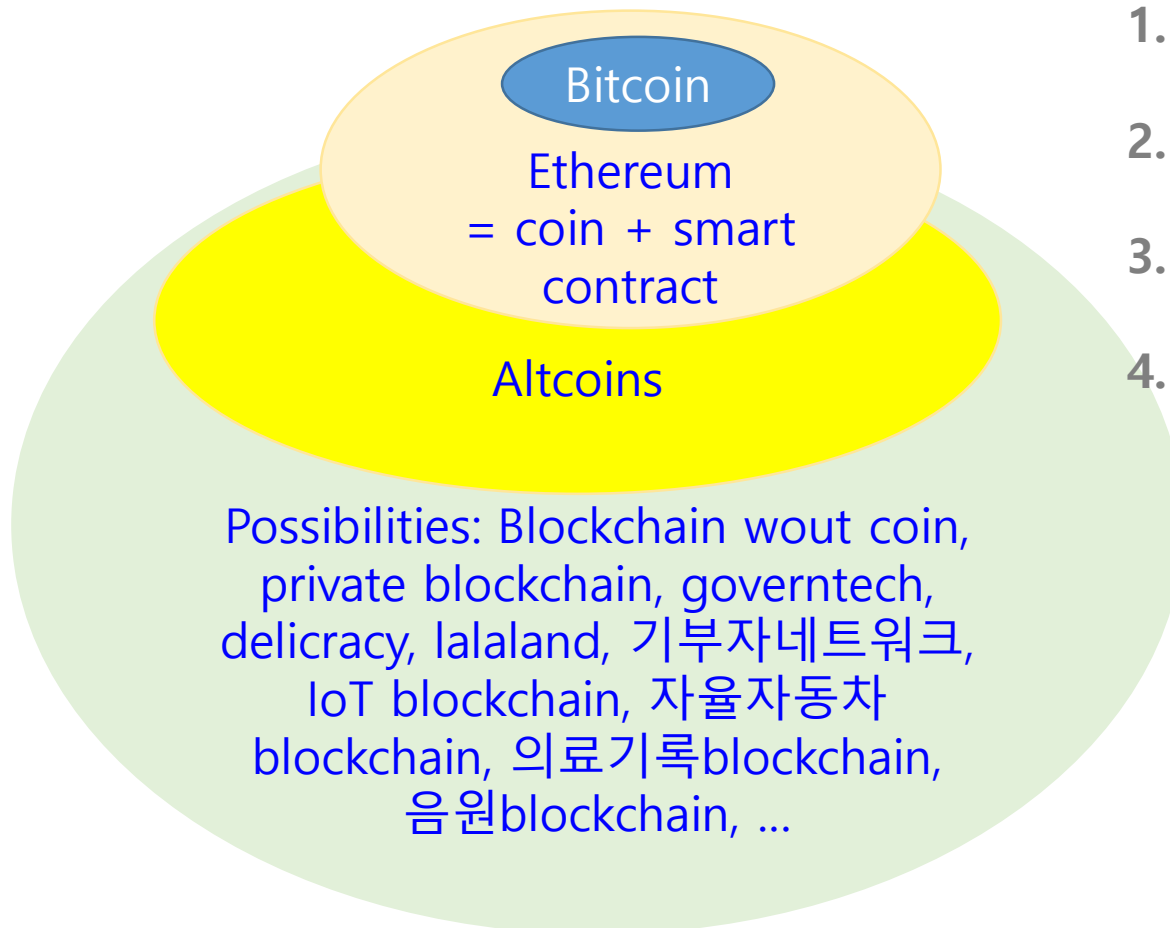 1.
Bitcoin
2.
Ethereum
= coin + smart
contract
3.
4.
Altcoins
Possibilities: Blockchain wout coin,
private blockchain, governtech,
delicracy, lalaland, 기부자네트워크,
IoT blockchain, 자율자동차
blockchain, 의료기록blockchain,
음원blockchain, ...